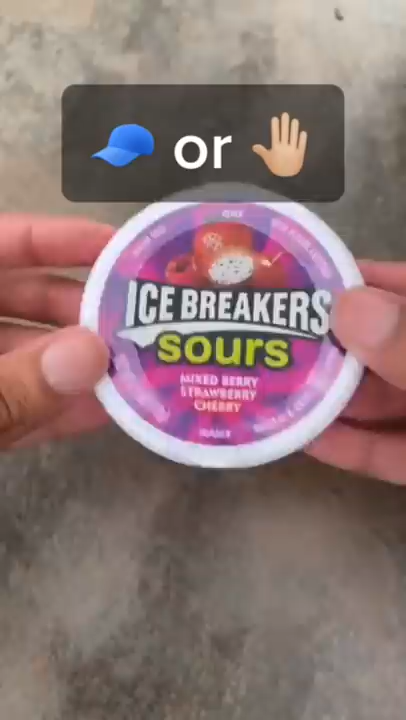 🧢 or 🤚🏼
ICE BREAKERS
sours
MIXED BERRY
STRAWBERRY
CHERRY